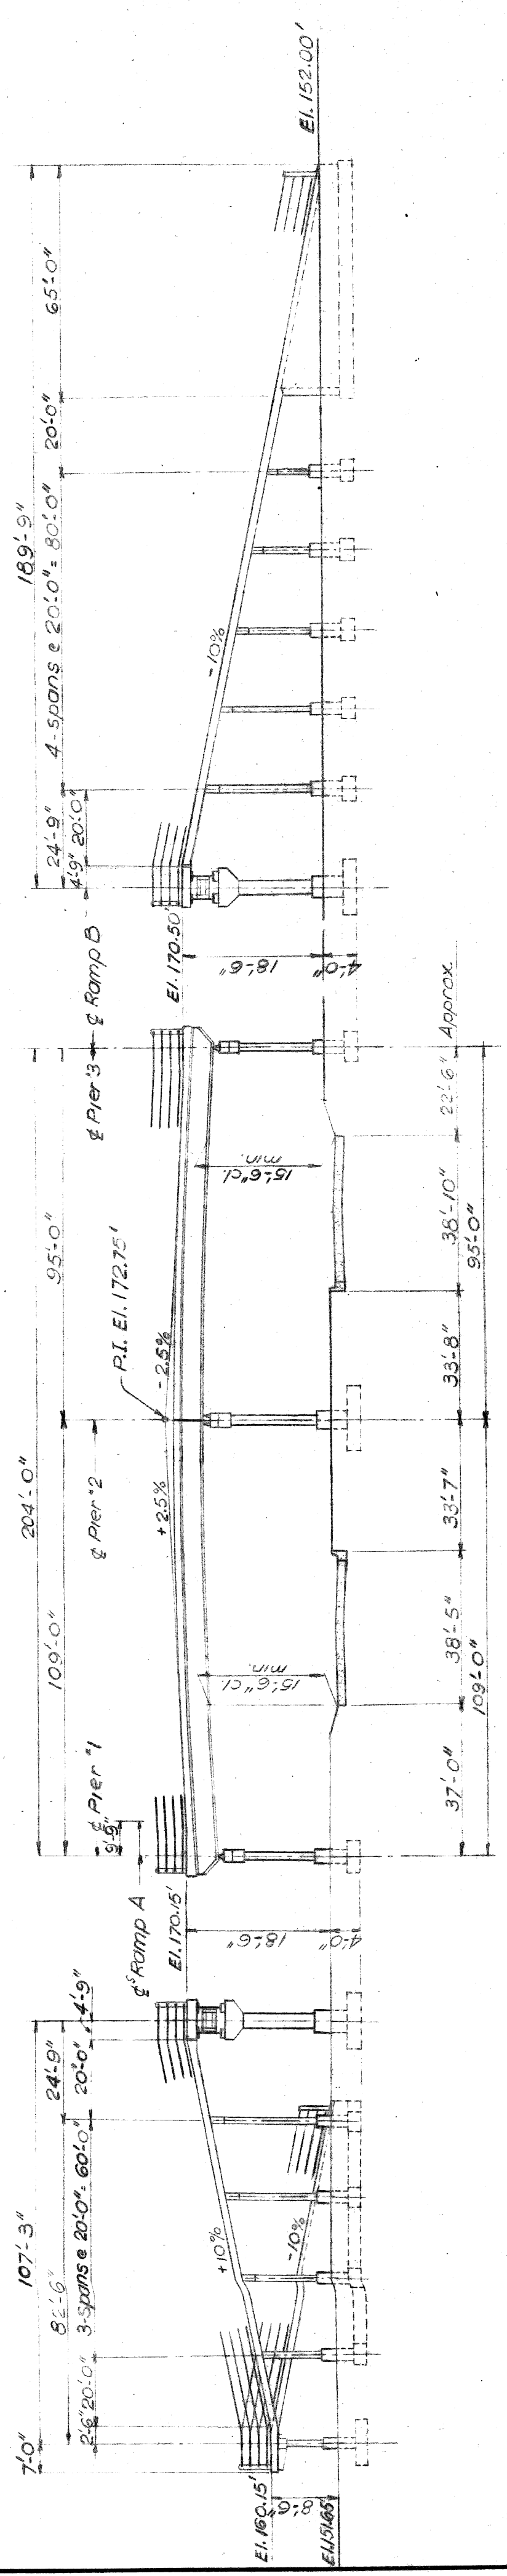 7'-0"
107'-3"
82'-6"
24'-9"
2'-6"
20'-0"
3-spans @ 20'-0" = 60'-0"
20'-0"
4'-9"
+10%
-10%
El. 160.15'
8'-6"
El. 151.65'
℄ˢ Ramp A
El. 170.15'
18'-6"
4'-0"
204'-0"
109'-0"
95'-0"
℄ Pier #1
9'-9"
℄ Pier #2
℄ Pier #3
℄ Ramp B
P.I. El. 172.75'
+2.5%
-2.5%
15'-6" cl.
min.
15'-6" cl.
min.
37'-0"
38'-5"
33'-7"
33'-8"
38'-10"
22'-6" Approx.
109'-0"
95'-0"
El. 170.50'
18'-6"
4'-0"
189'-9"
24'-9"
4-spans @ 20'-0" = 80'-0"
20'-0"
65'-0"
4'-9"
20'-0"
-10%
El. 152.00'